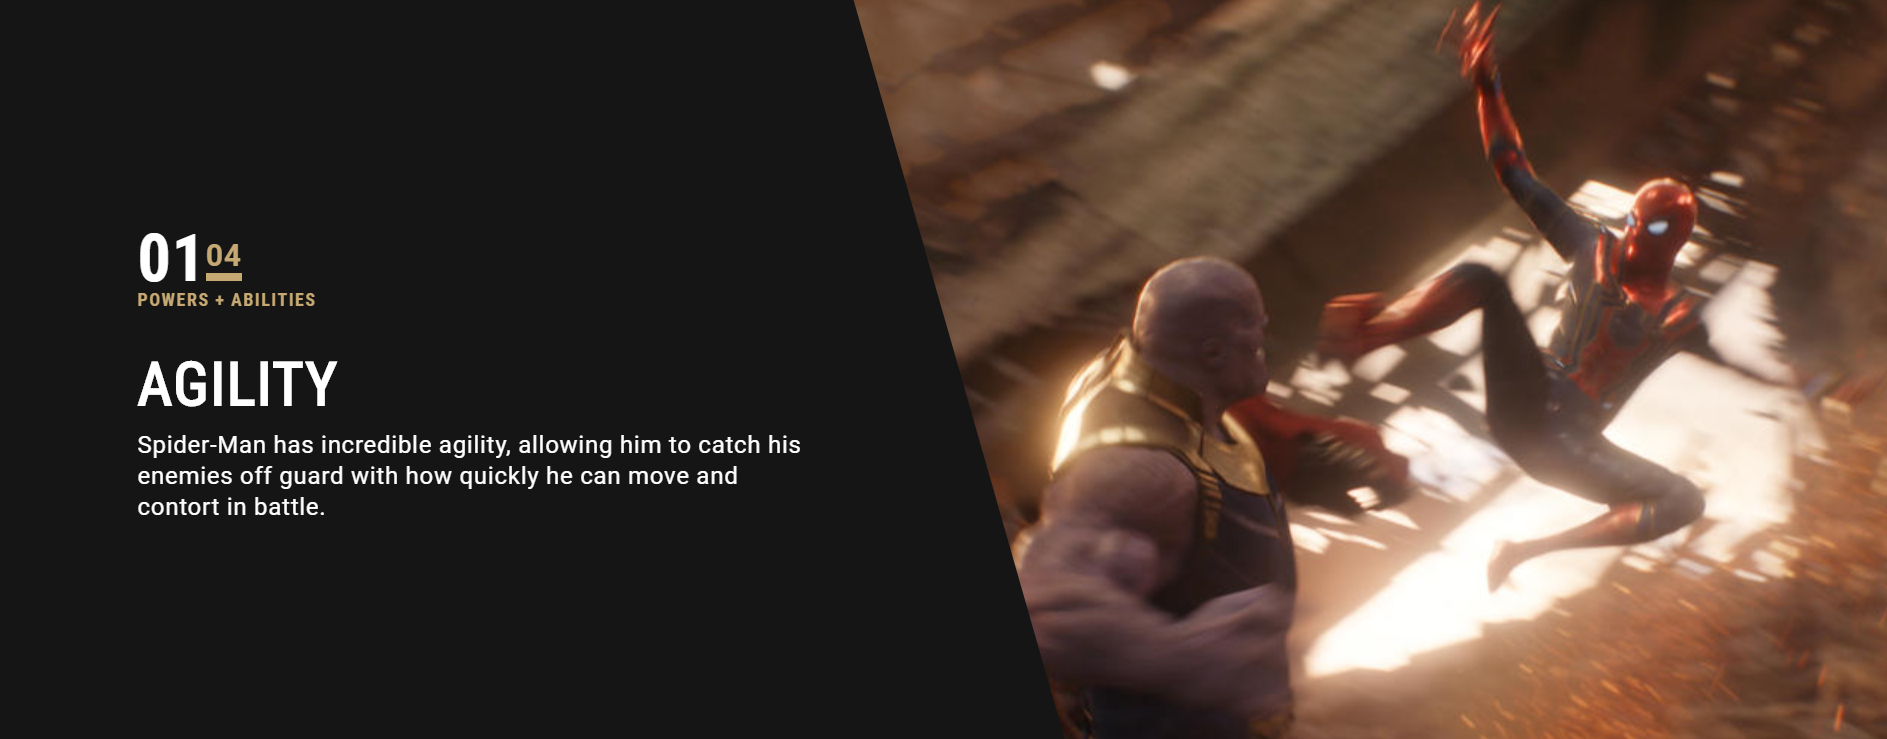 01 04
POWERS + ABILITIES
AGILITY
Spider-Man has incredible agility, allowing him to catch his
enemies off guard with how quickly he can move and
contort in battle.